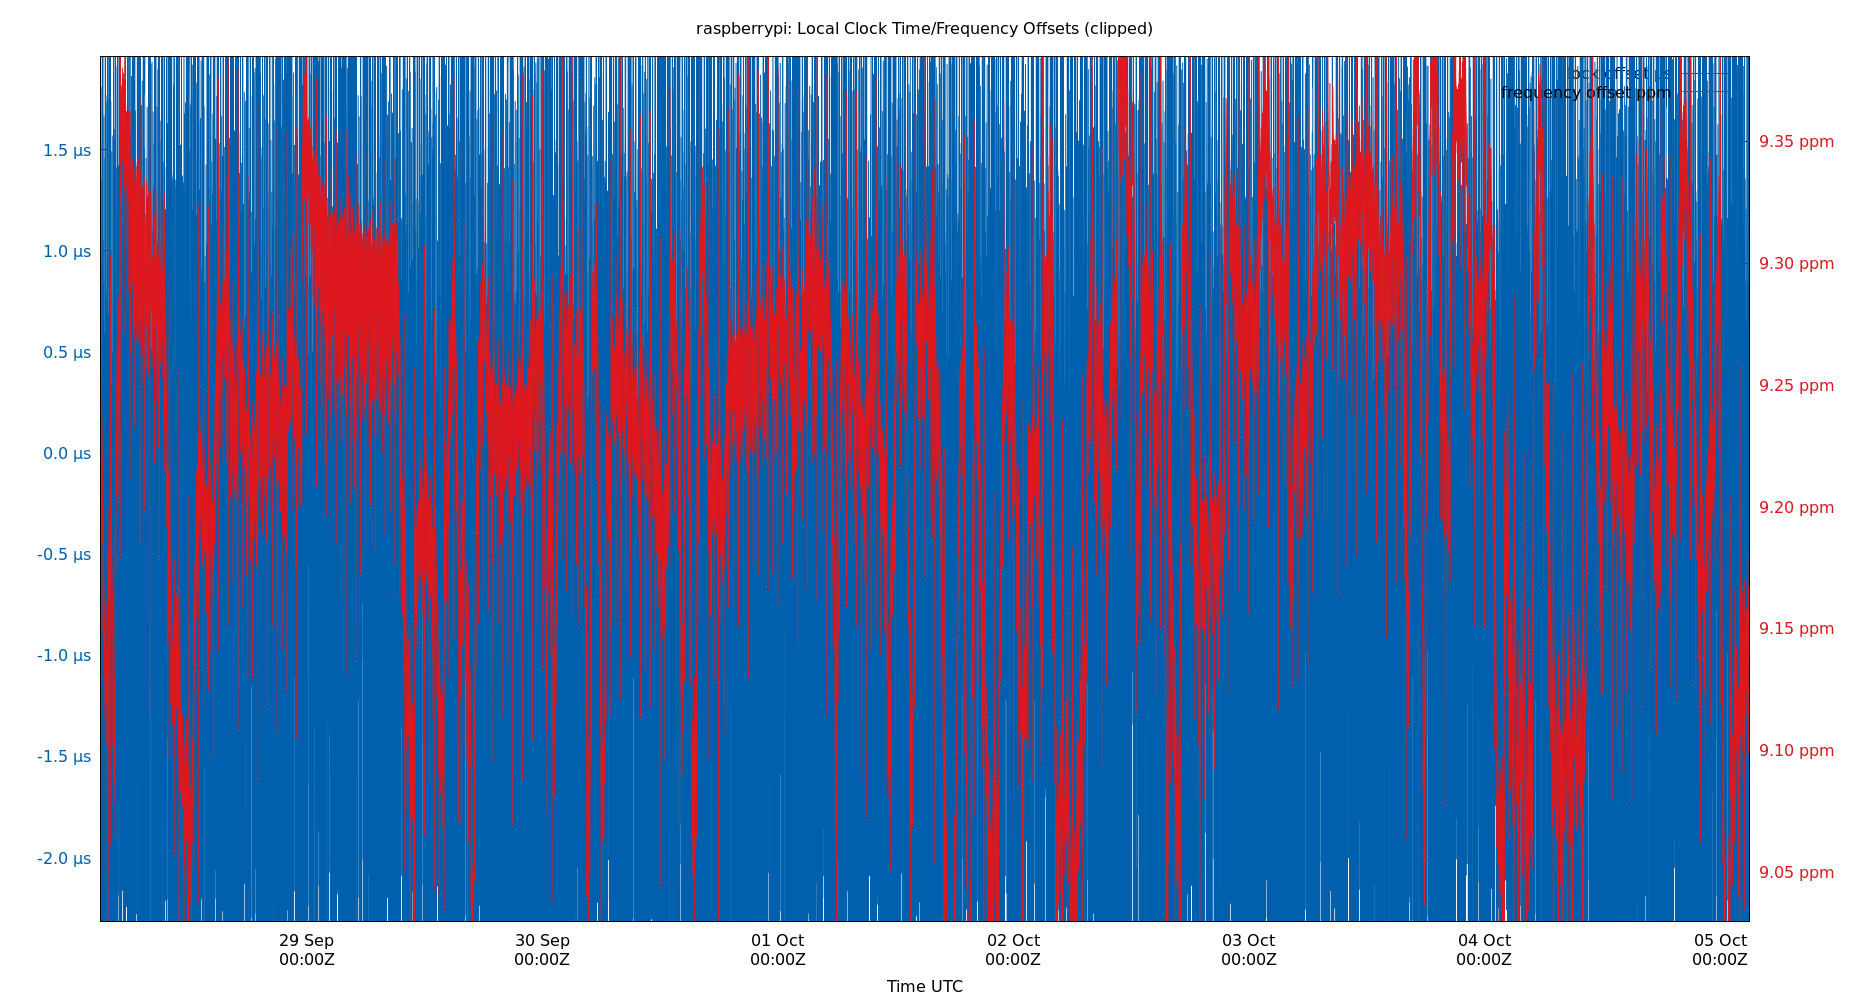 raspberrypi: Local Clock Time/Frequency Offsets (clipped)
clock offset µs
frequency offset ppm
1.5 µs
1.0 µs
0.5 µs
0.0 µs
-0.5 µs
-1.0 µs
-1.5 µs
-2.0 µs
9.35 ppm
9.30 ppm
9.25 ppm
9.20 ppm
9.15 ppm
9.10 ppm
9.05 ppm
29 Sep
00:00Z
30 Sep
00:00Z
01 Oct
00:00Z
02 Oct
00:00Z
03 Oct
00:00Z
04 Oct
00:00Z
05 Oct
00:00Z
Time UTC